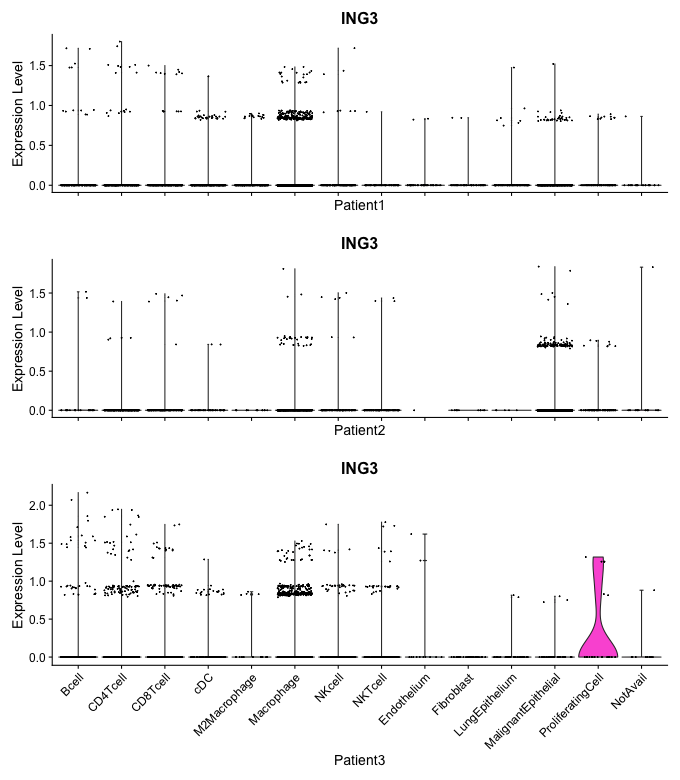 ING3
Expression Level
1.5
1.0
0.5
0.0
Patient1
ING3
Expression Level
1.5
1.0
0.5
0.0
Patient2
ING3
Expression Level
2.0
1.5
1.0
0.5
0.0
Bcell
CD4Tcell
CD8Tcell
cDC
M2Macrophage
Macrophage
NKcell
NKTcell
Endothelium
Fibroblast
LungEpithelium
MalignantEpithelial
ProliferatingCell
NotAvail
Patient3